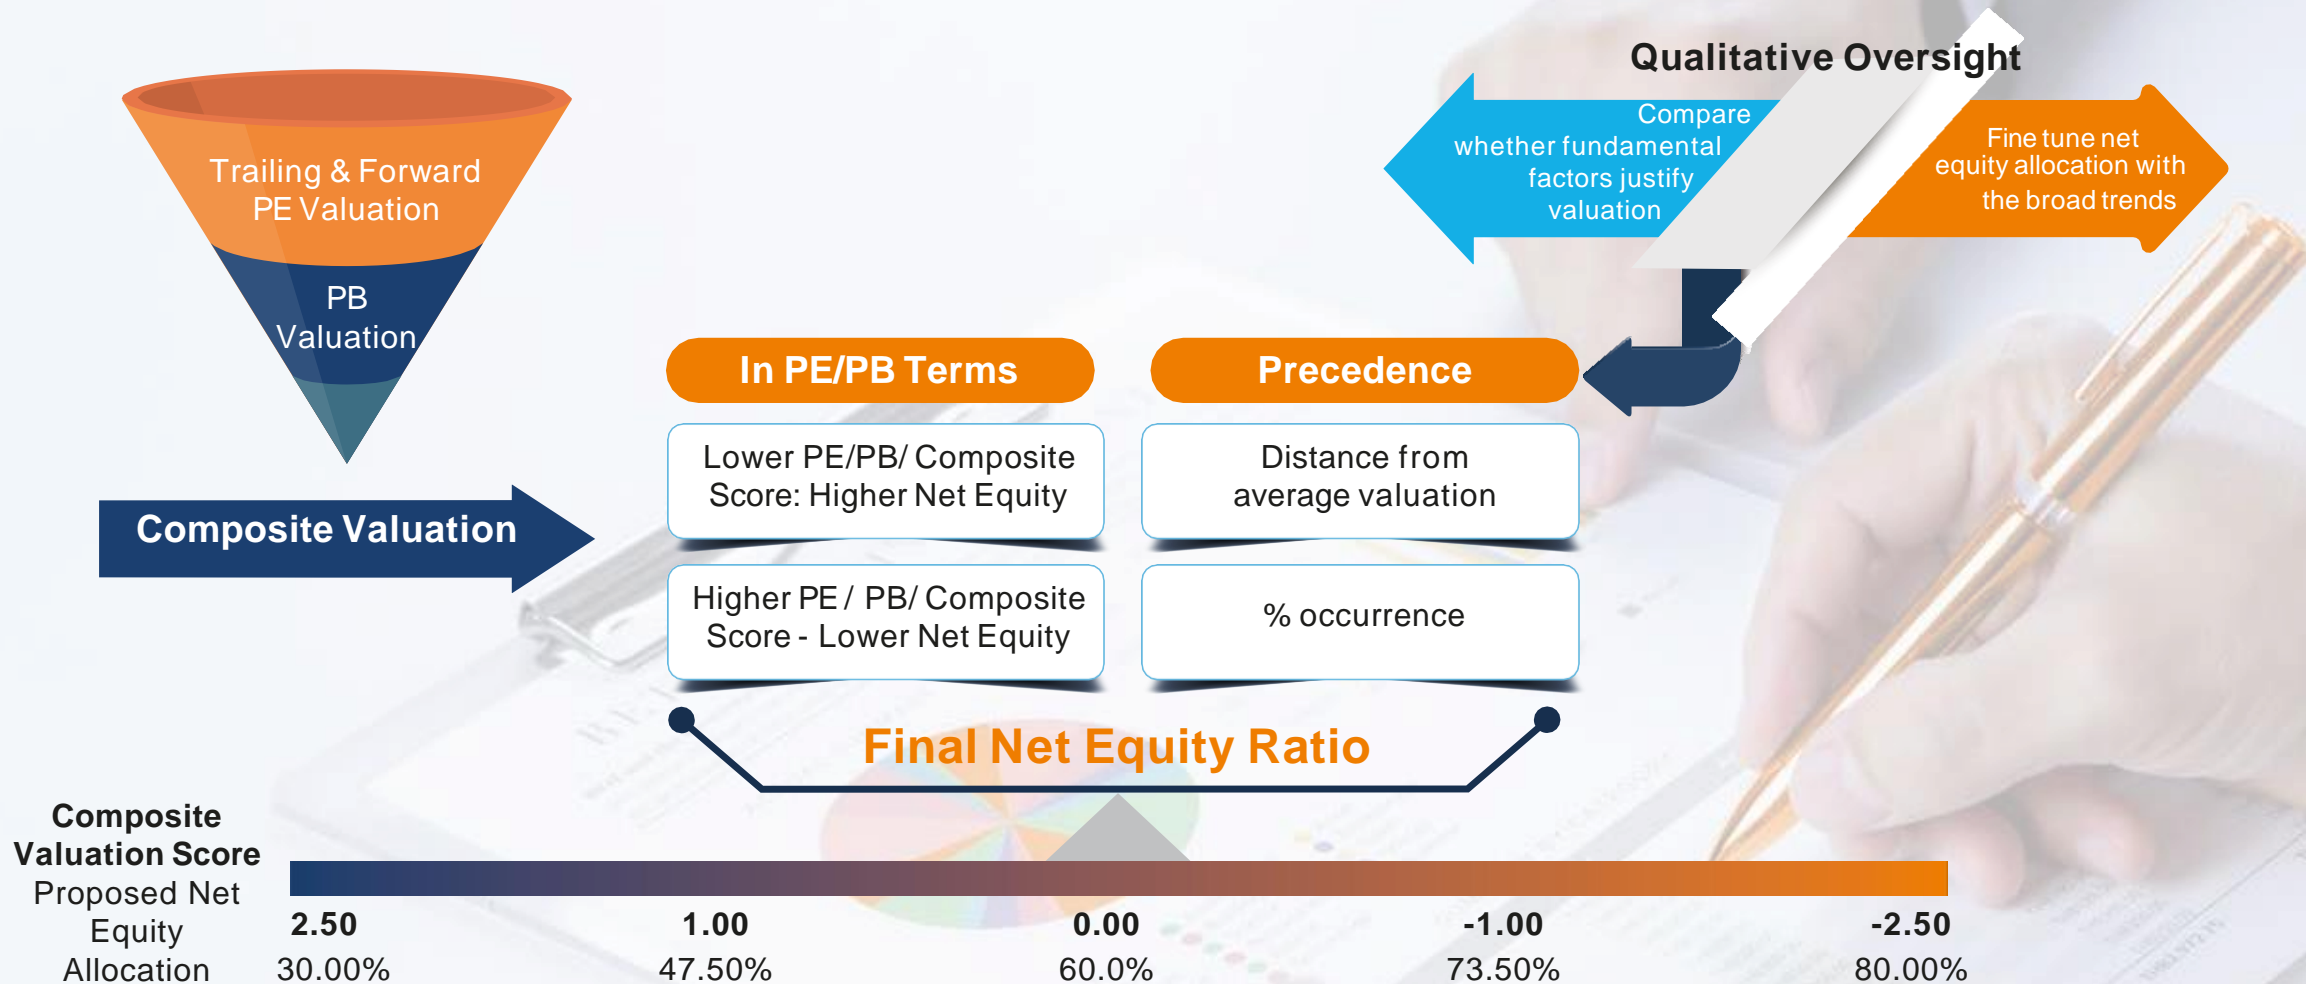 Qualitative Oversight
Trailing & Forward
PE Valuation
PB
Valuation
Composite Valuation
Compare
whether fundamental
factors justify
valuation
Fine tune net
equity allocation with
the broad trends
In PE/PB Terms
Precedence
Lower PE/PB/ Composite
Score: Higher Net Equity
Distance from
average valuation
Higher PE / PB/ Composite
Score - Lower Net Equity
% occurrence
Final Net Equity Ratio
Composite
Valuation Score
Proposed Net
Equity
Allocation
2.50 1.00 0.00 -1.00 -2.50
30.00% 47.50% 60.0% 73.50% 80.00%